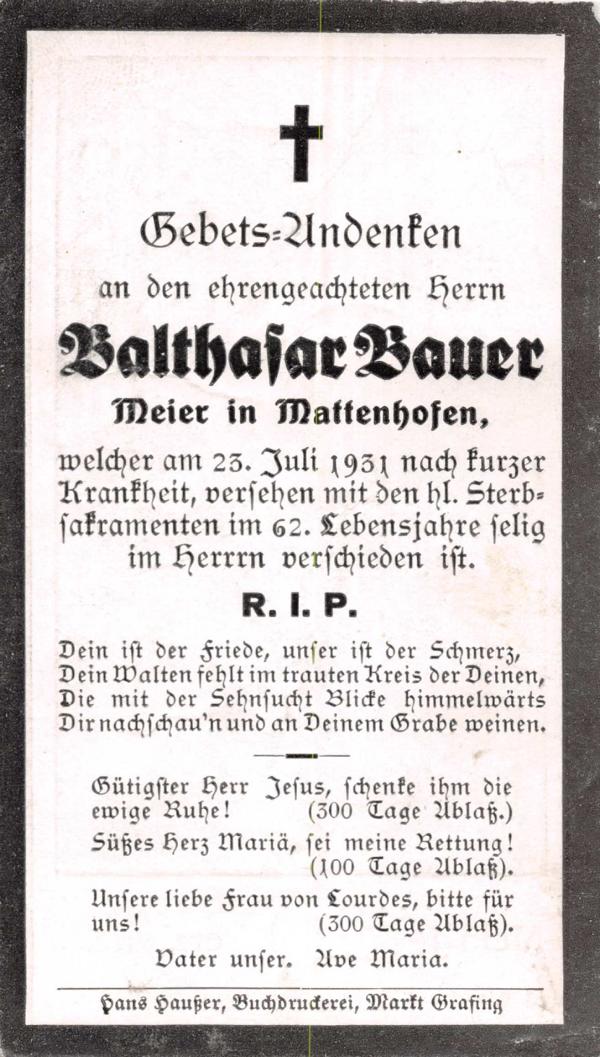 Gebets-Andenken
an den ehrengeachteten Herrn
Balthasar Bauer
Meier in Mattenhofen,
welcher am 23. Juli 1931 nach kurzer
Krankheit, versehen mit den hl. Sterb-
sakramenten im 62. Lebensjahre selig
im Herrrn verschieden ist.
R. I. P.
Dein ist der Friede, unser ist der Schmerz,
Dein Walten fehlt im trauten Kreis der Deinen,
Die mit der Sehnsucht Blicke himmelwärts
Dir nachschau'n und an Deinem Grabe weinen.
Gütigster Herr Jesus, schenke ihm die
ewige Ruhe! (300 Tage Ablaß.)
Süßes Herz Mariä, sei meine Rettung!
(100 Tage Ablaß).
Unsere liebe Frau von Lourdes, bitte für
uns! (300 Tage Ablaß).
Vater unser. Ave Maria.
Hans Haußer, Buchdruckerei, Markt Grafing